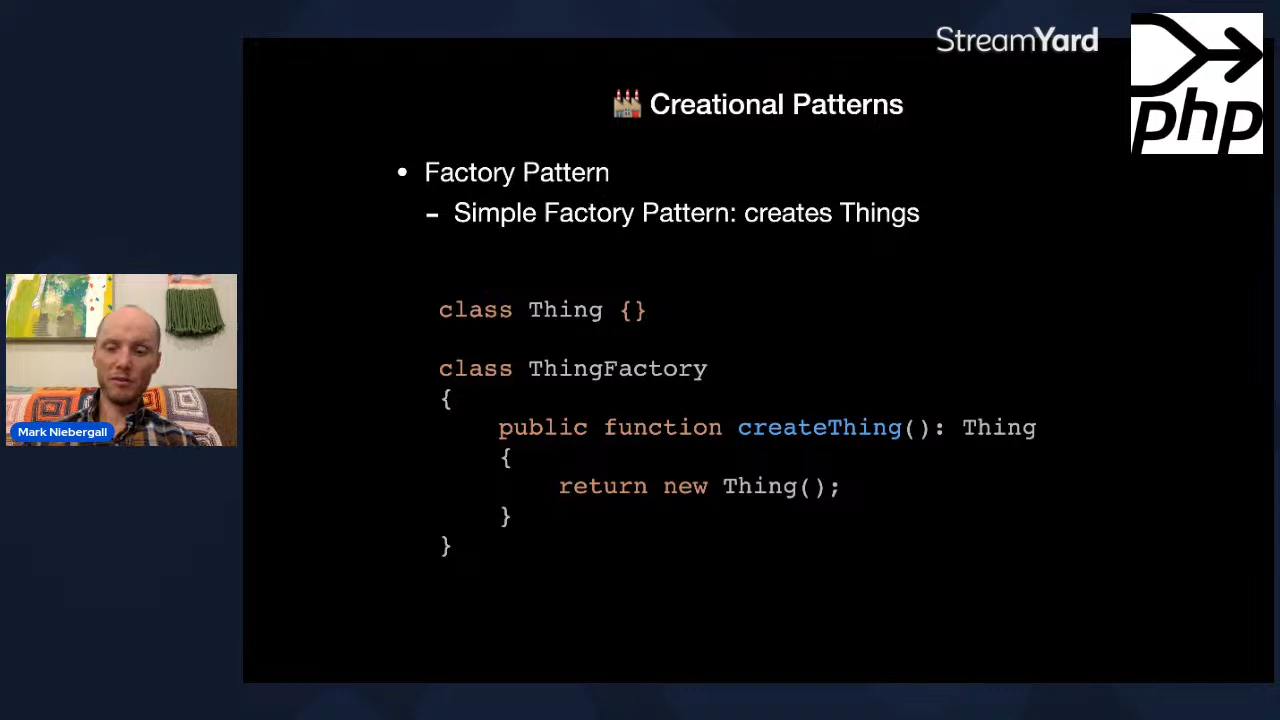 StreamYard
php
Creational Patterns
• Factory Pattern
– Simple Factory Pattern: creates Things
class Thing {}
class ThingFactory
{
    public function createThing(): Thing
    {
        return new Thing();
    }
}
Mark Niebergall